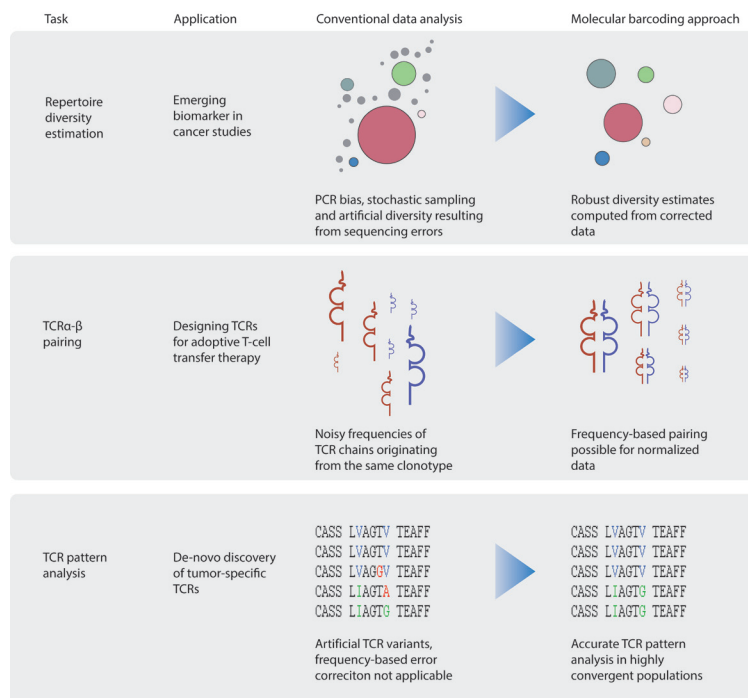 Task Application Conventional data analysis Molecular barcoding approach
Repertoire
diversity
estimation
Emerging
biomarker in
cancer studies
PCR bias, stochastic sampling
and artificial diversity resulting
from sequencing errors
Robust diversity estimates
computed from corrected
data
TCRα-β
pairing
Designing TCRs
for adoptive T-cell
transfer therapy
Noisy frequencies of
TCR chains originating
from the same clonotype
Frequency-based pairing
possible for normalized
data
TCR pattern
analysis
De-novo discovery
of tumor-specific
TCRs
CASS LVAGTV TEAFF
CASS LVAGTV TEAFF
CASS LVAGGV TEAFF
CASS LIAGTA TEAFF
CASS LIAGTG TEAFF
Artificial TCR variants,
frequency-based error
correciton not applicable
CASS LVAGTV TEAFF
CASS LVAGTV TEAFF
CASS LVAGTV TEAFF
CASS LIAGTG TEAFF
CASS LIAGTG TEAFF
Accurate TCR pattern
analysis in highly
convergent populations